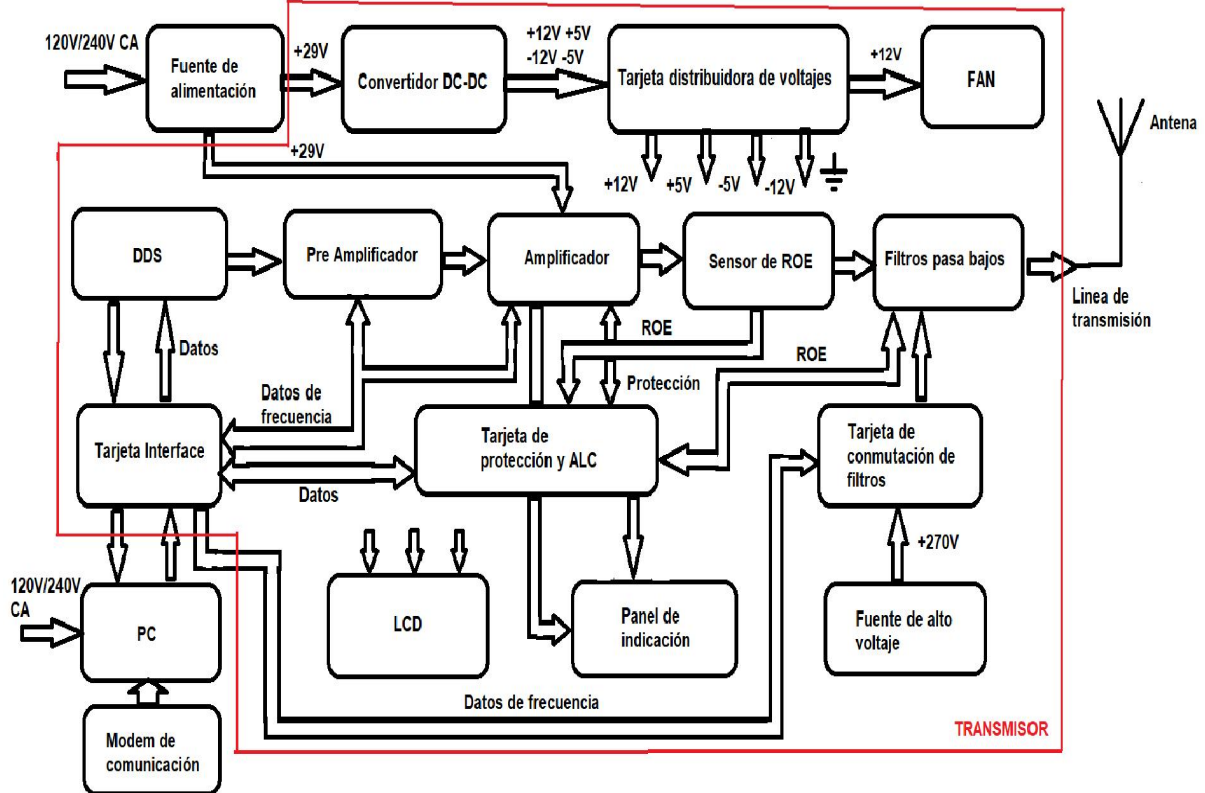 120V/240V CA
Fuente de
alimentación
+29V
Convertidor DC-DC
+12V +5V
-12V -5V
Tarjeta distribuidora de voltajes
+12V
FAN
Antena
+29V
+12V
+5V
-5V
-12V
DDS
Pre Amplificador
Amplificador
Sensor de ROE
Filtros pasa bajos
Linea de
transmisión
Datos
ROE
ROE
Protección
Datos de
frecuencia
Tarjeta Interface
Tarjeta de
protección y ALC
Tarjeta de
conmutación de
filtros
Datos
+270V
120V/240V
CA
PC
LCD
Panel de
indicación
Fuente de alto
voltaje
Datos de frecuencia
TRANSMISOR
Modem de
comunicación